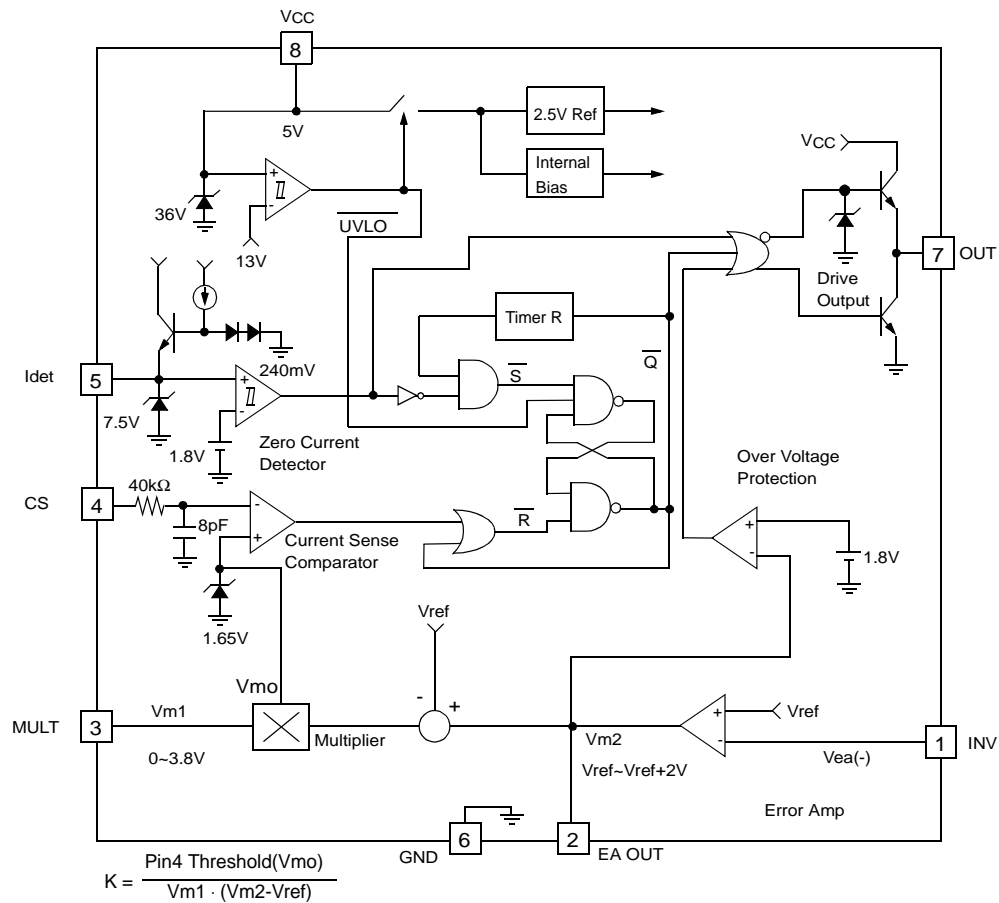 VCC
8
5V
2.5V Ref
Internal
Bias
VCC
+
-
36V
13V
UVLO
7
OUT
Drive
Output
Timer R
Q
Idet
5
240mV
+
-
S
7.5V
1.8V
Zero Current
Detector
Over Voltage
Protection
CS
4
40kΩ
8pF
-
+
Current Sense
Comparator
R
+
-
1.8V
1.65V
Vref
Vmo
-
+
MULT
3
Vm1
0~3.8V
Multiplier
Vm2
Vref~Vref+2V
+
-
Vref
Vea(-)
1
INV
Error Amp
GND
6
2
EA OUT
K = Pin4 Threshold(Vmo)
Vm1 · (Vm2-Vref)